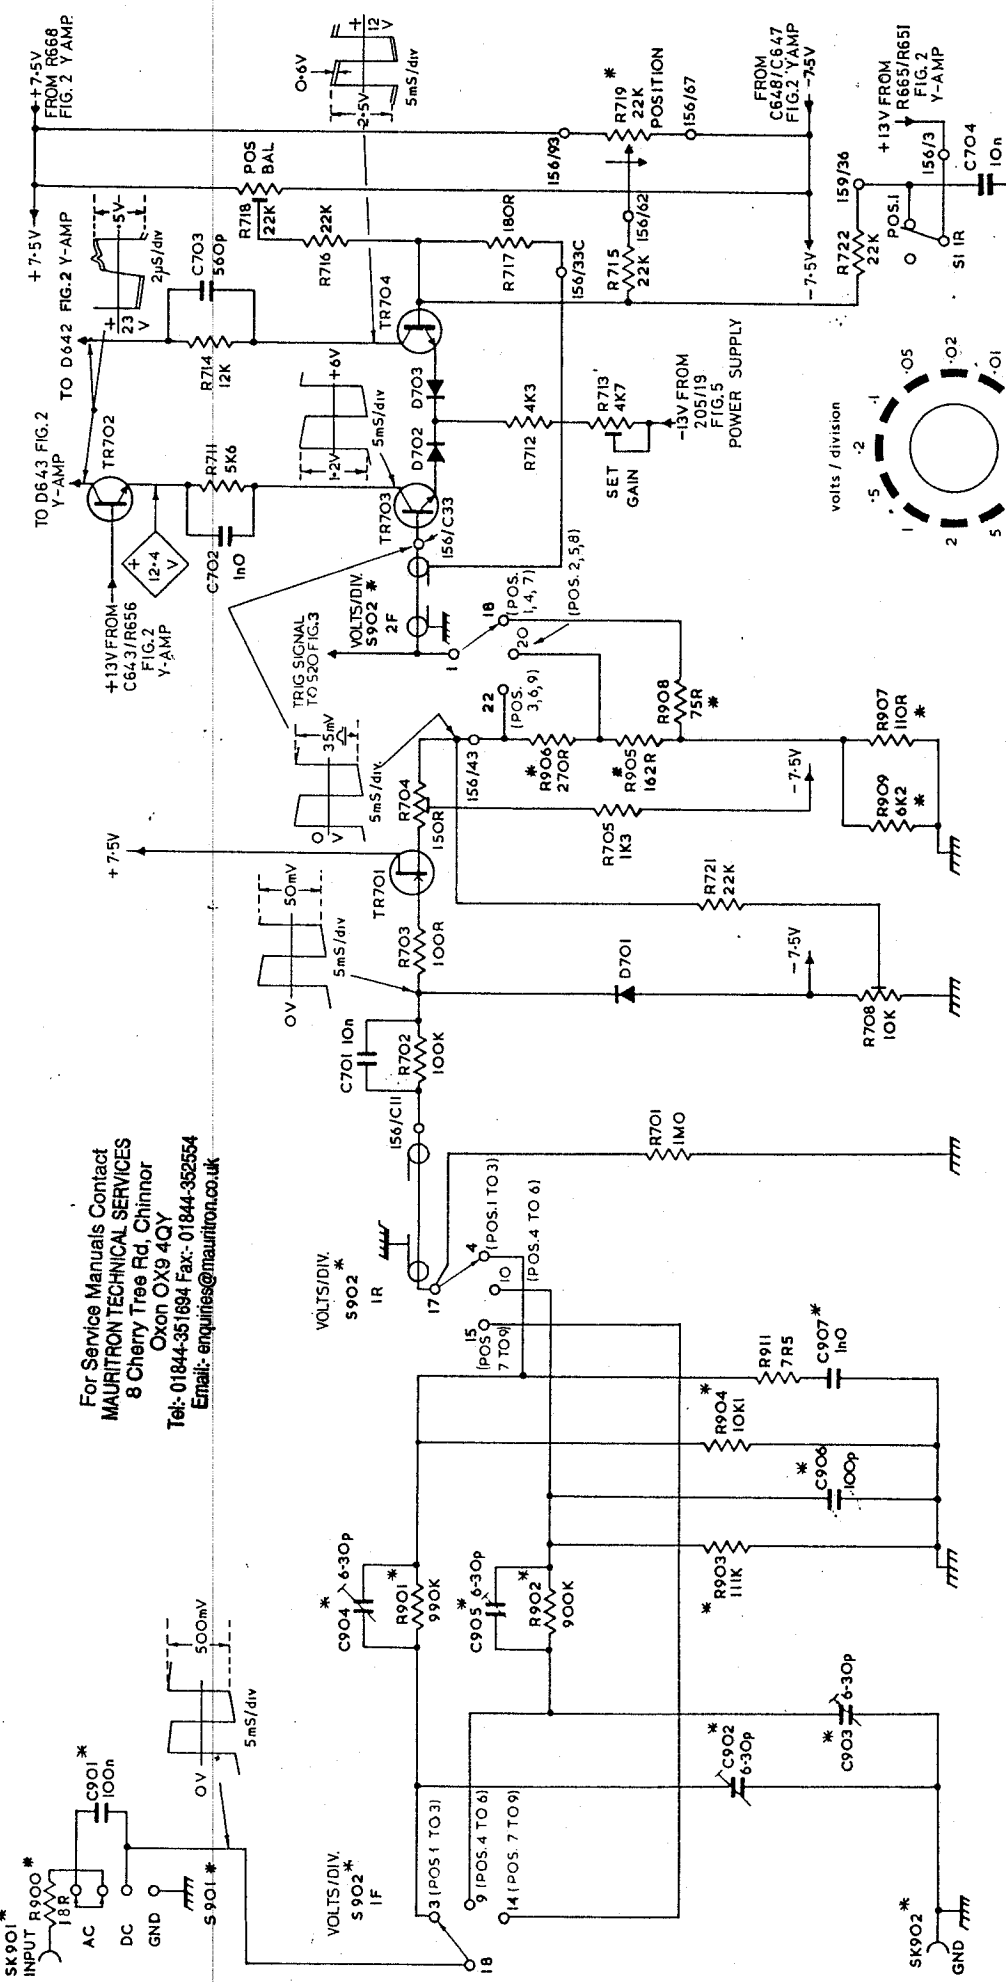 SK901*
INPUT
R900*
18R
AC
DC
GND
S901*
C901*
100n
500mV
OV
5mS/div
VOLTS/DIV.
S902*
1F
18
3 (POS 1 TO 3)
9 (POS. 4 TO 6)
14 (POS. 7 TO 9)
SK902*
GND
*
C904
6-30p
R901*
990K
*
C905
6-30p
R902*
900K
*
C902
6-30p
*
C903
6-30p
*
R903
111K
*
C906
100p
*
R904
10K1
R911
7R5
C907*
1n0
For Service Manuals Contact
MAURITRON TECHNICAL SERVICES
8 Cherry Tree Rd, Chinnor
Oxon OX9 4QY
Tel:- 01844-351694 Fax:- 01844-352554
Email:- enquiries@mauritron.co.uk
VOLTS/DIV.
S902*
1R
17
4
(POS.1 TO 3)
10
(POS.4 TO 6)
15
(POS
7 TO 9)
R701
1M0
156/C11
C701 10n
R702
100K
OV
50mV
5mS/div
R703
100R
TR701
+7·5V
D701
-7·5V
R708
10K
R721
22K
R704
150R
R705
1K3
-7·5V
O
V
35mV
5mS/div
TRIG SIGNAL
TO S20 FIG.3
156/43
22
(POS.
3,6,9)
*
R906
270R
*
R905
162R
R908
75R
*
R909
6K2
*
R907
110R
*
VOLTS/DIV.
S902*
2F
1
18
(POS.
1,4,7)
20
(POS. 2,5,8)
156/C33
TO D643 FIG.2
Y-AMP
TR702
+13V FROM
C643/R656
FIG.2
Y-AMP
+
12·4
V
C702
1n0
R711
5K6
1·2V
+6V
5mS/div
TR703
D702
D703
TR704
R712
4K3
R713
4K7
SET
GAIN
-13V FROM
205/19
FIG.5
POWER SUPPLY
TO D642 FIG.2 Y-AMP
+
23
V
·5V
2µS/div
R714
12K
C703
560p
+7·5V
+7·5V
FROM R668
FIG. 2 Y AMP.
R718
22K
POS
BAL
R716
22K
R717
180R
156/33C
0·6V
2·5V
+
12
V
5mS/div
156/93
R719*
22K
POSITION
156/67
156/62
R715
22K
-7·5V
FROM
C648/C647
FIG.2 YAMP
-7·5V
R722
22K
159/36
+13V FROM
R665/R651
FIG. 2
Y-AMP
156/3
POS.1
S1 1R
C704
10n
volts / division
5
2
1
·5
·2
·1
·05
·02
·01